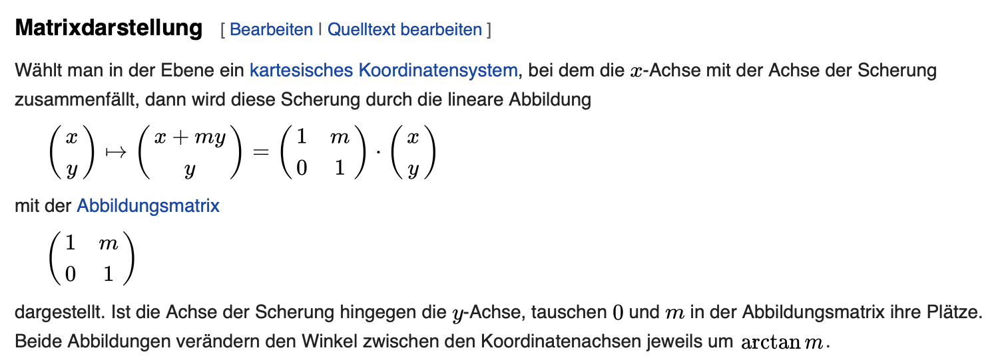 Matrixdarstellung [ Bearbeiten | Quelltext bearbeiten ]
Wählt man in der Ebene ein kartesisches Koordinatensystem, bei dem die x-Achse mit der Achse der Scherung
zusammenfällt, dann wird diese Scherung durch die lineare Abbildung
\begin{pmatrix} x \\ y \end{pmatrix} \mapsto \begin{pmatrix} x + my \\ y \end{pmatrix} = \begin{pmatrix} 1 & m \\ 0 & 1 \end{pmatrix} \cdot \begin{pmatrix} x \\ y \end{pmatrix}
mit der Abbildungsmatrix
\begin{pmatrix} 1 & m \\ 0 & 1 \end{pmatrix}
dargestellt. Ist die Achse der Scherung hingegen die y-Achse, tauschen 0 und m in der Abbildungsmatrix ihre Plätze.
Beide Abbildungen verändern den Winkel zwischen den Koordinatenachsen jeweils um arctan m.